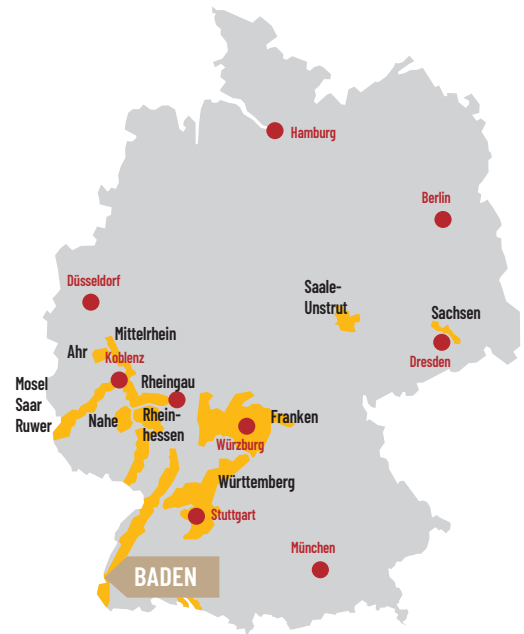 Hamburg
Berlin
Düsseldorf
Saale-
Unstrut
Sachsen
Mittelrhein
Ahr
Koblenz
Dresden
Mosel
Saar
Ruwer
Rheingau
Nahe
Rhein-
hessen
Franken
Würzburg
Württemberg
Stuttgart
München
BADEN